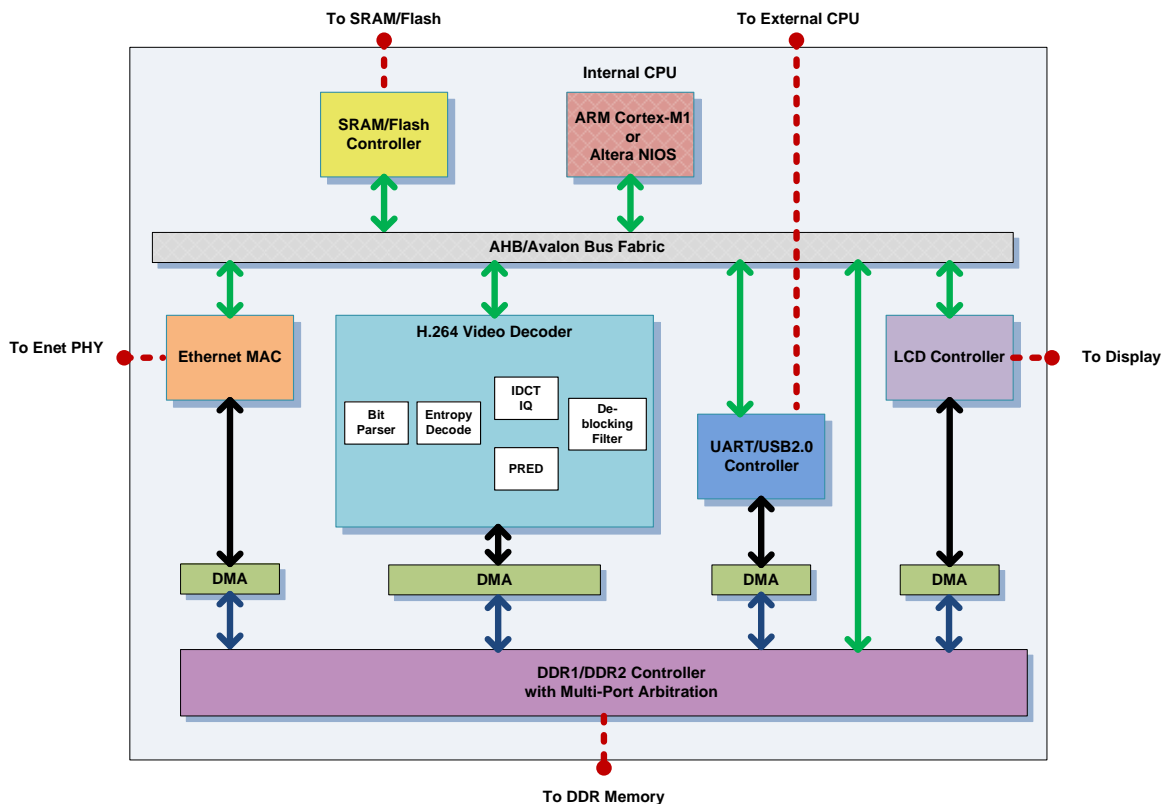 To SRAM/Flash
To External CPU
Internal CPU
SRAM/Flash
Controller
ARM Cortex-M1
or
Altera NIOS
AHB/Avalon Bus Fabric
To Enet PHY
Ethernet MAC
H.264 Video Decoder
Bit
Parser
Entropy
Decode
IDCT
IQ
PRED
De-
blocking
Filter
UART/USB2.0
Controller
LCD Controller
To Display
DMA
DMA
DMA
DMA
DDR1/DDR2 Controller
with Multi-Port Arbitration
To DDR Memory